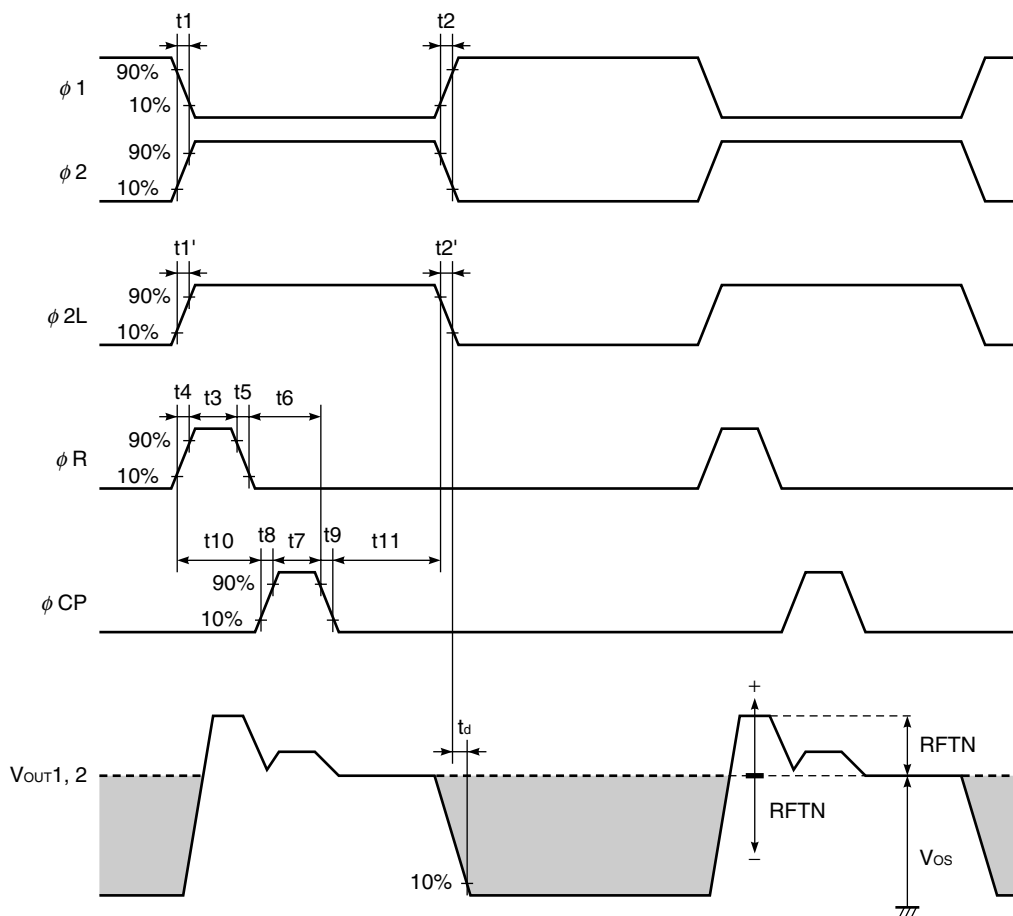 t1 t2
90%
φ1
10%
90%
φ2
10%
t1' t2'
90%
φ2L
10%
t4 t3 t5 t6
90%
φR
10%
t10 t8 t7 t9 t11
90%
φCP
10%
+
td
RFTN
VOUT1, 2
RFTN
VOS
10%
−